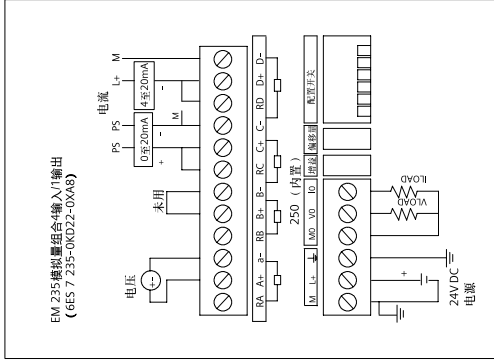 EM 235模拟量组合4输入/1输出
(6ES 7 235-0KD22-0XA8)
电压
未用
电流
0至20mA
4至20mA
PS
PS
L+
M
+
-
+
-
-
M
RA
A+
a-
RB
B+
B-
RC
C+
C-
RD
D+
D-
250（内置）
M
L+
M0
V0
I0
增益
偏移量
配置开关
24V DC
电源
+
-
VLOAD
ILOAD